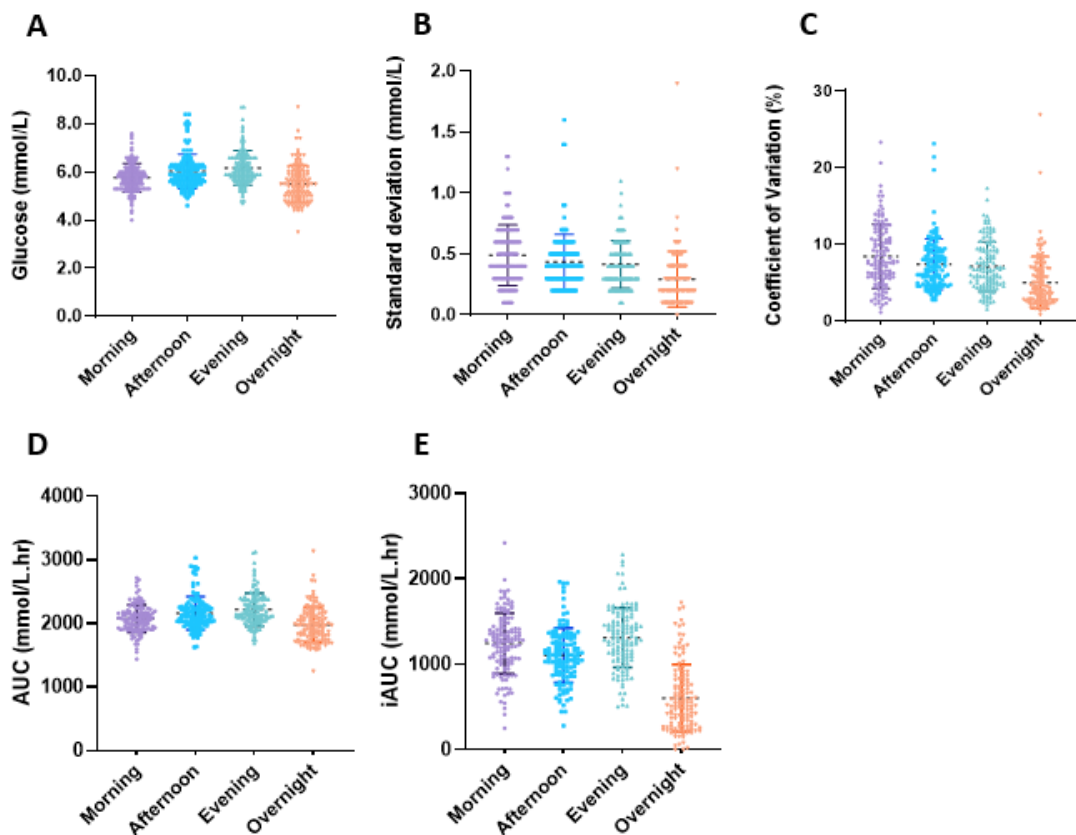 A
Glucose (mmol/L)
10.0
8.0
6.0
4.0
2.0
0.0
Morning
Afternoon
Evening
Overnight
B
Standard deviation (mmol/L)
2.0
1.5
1.0
0.5
0.0
Morning
Afternoon
Evening
Overnight
C
Coefficient of Variation (%)
30
20
10
0
Morning
Afternoon
Evening
Overnight
D
AUC (mmol/L.hr)
4000
3000
2000
1000
0
Morning
Afternoon
Evening
Overnight
E
iAUC (mmol/L.hr)
3000
2000
1000
0
Morning
Afternoon
Evening
Overnight